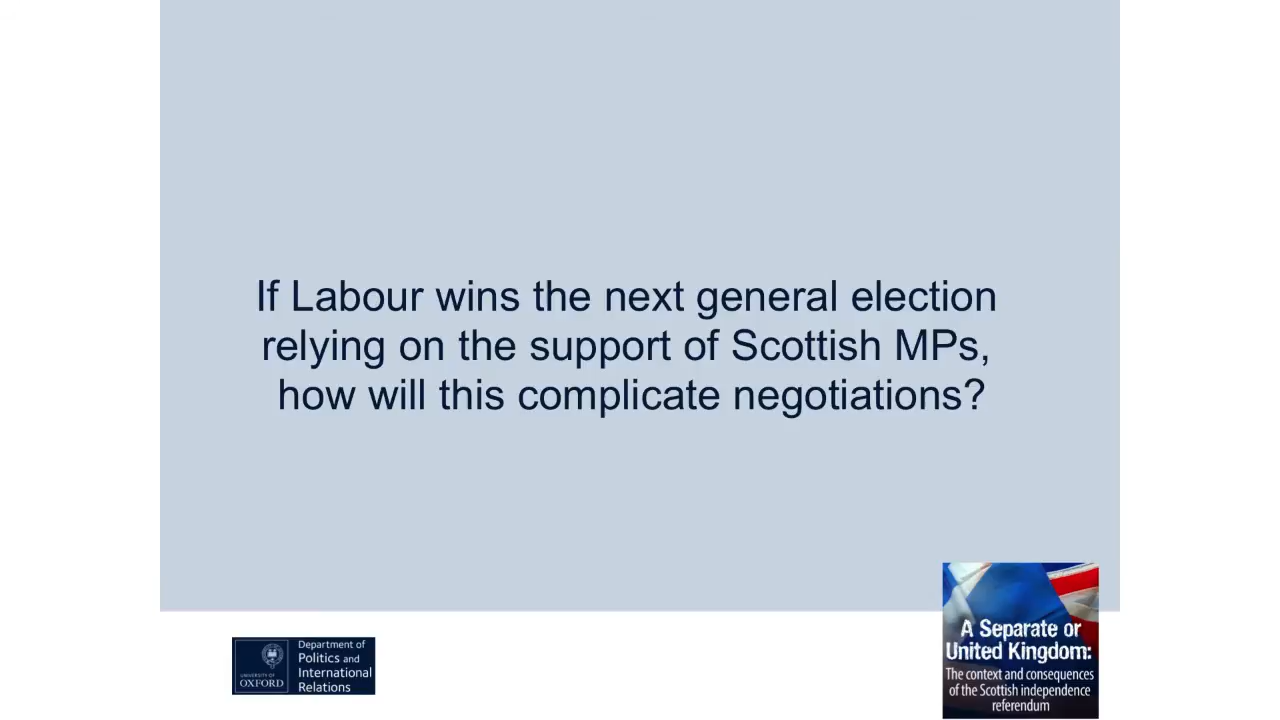 If Labour wins the next general election
relying on the support of Scottish MPs,
how will this complicate negotiations?
UNIVERSITY OF
OXFORD
Department of
Politics and
International
Relations
A Separate or
United Kingdom:
The context and consequences
of the Scottish independence
referendum